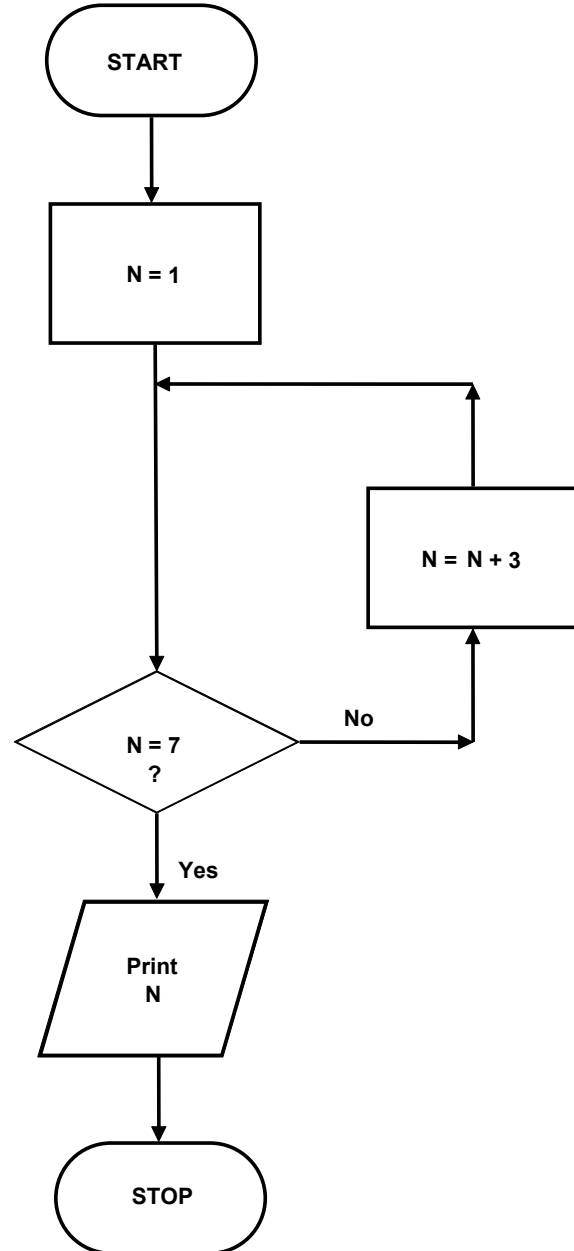 START
N = 1
N = N + 3
No
N = 7
?
Yes
Print
N
STOP